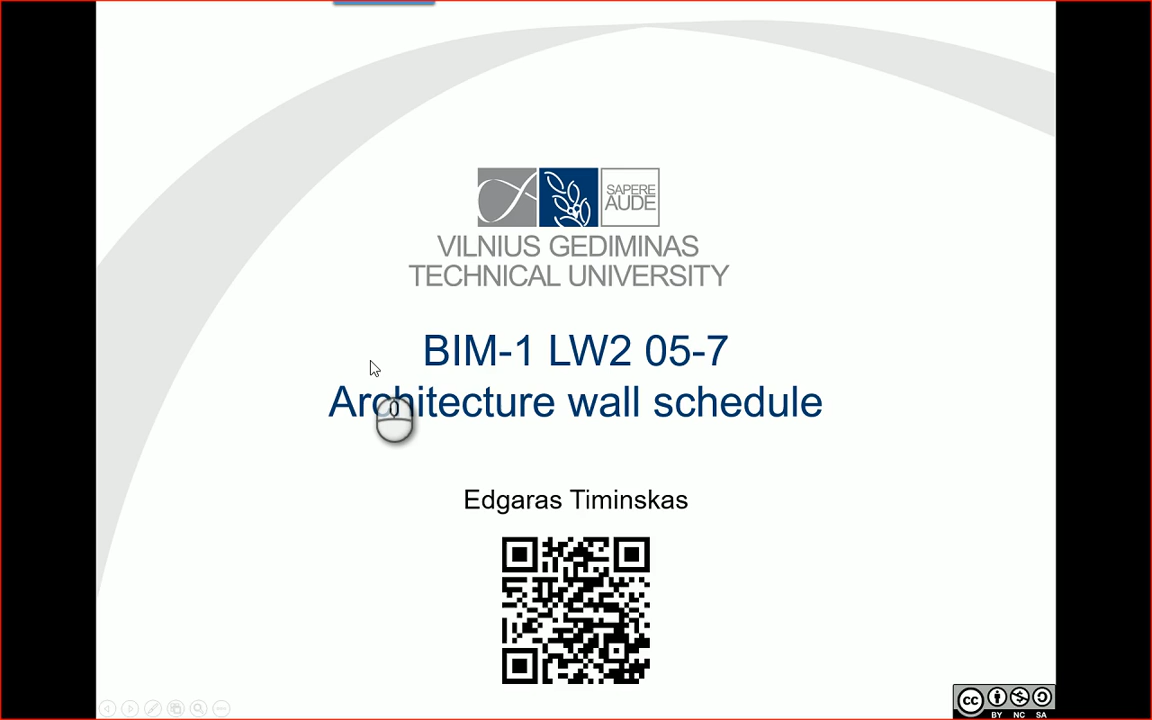 SAPERE
AUDE
VILNIUS GEDIMINAS
TECHNICAL UNIVERSITY
BIM-1 LW2 05-7
Architecture wall schedule
Edgaras Timinskas
cc
BY NC SA